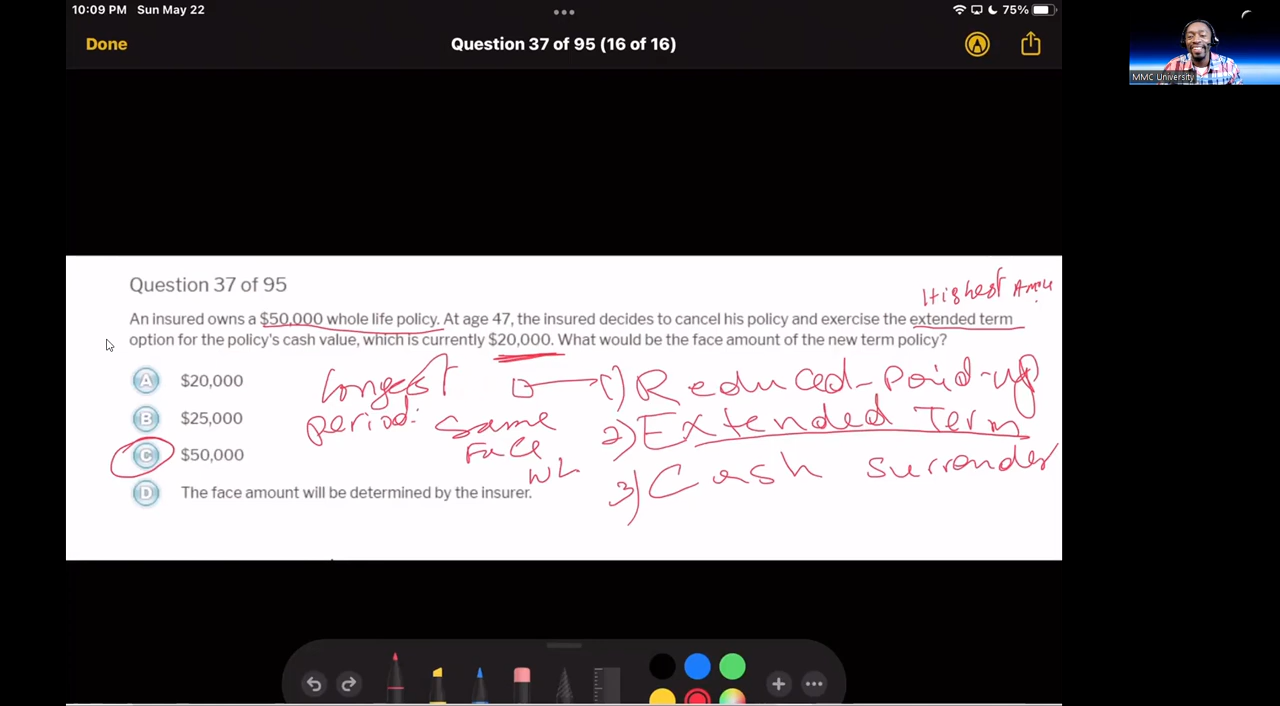 10:09 PM Sun May 22
75%
Done
Question 37 of 95 (16 of 16)
MMC University
Question 37 of 95
Highest
An insured owns a $50,000 whole life policy. At age 47, the insured decides to cancel his policy and exercise the extended term
option for the policy's cash value, which is currently $20,000. What would be the face amount of the new term policy?
A $20,000
B $25,000
C $50,000
D The face amount will be determined by the insurer.
Longest
period:
same
Face
WL
1) Reduced-paid-up
2) Extended Term
3) Cash surrender